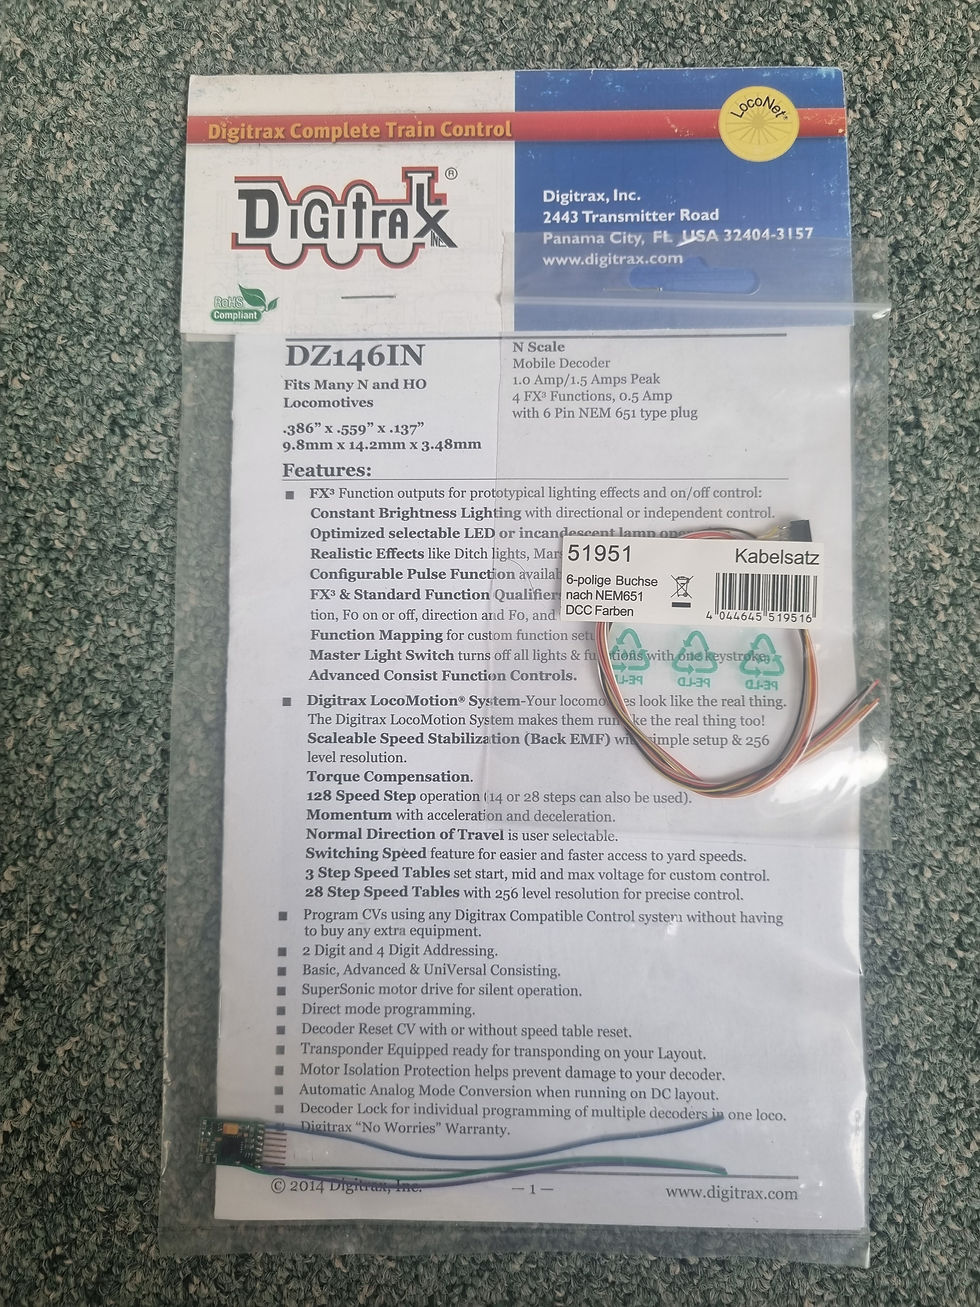 Digitrax Complete Train Control
LocoNet®
DIGITRAX ®
INC.
Digitrax, Inc.
2443 Transmitter Road
Panama City, FL USA 32404-3157
www.digitrax.com
RoHS
Compliant
DZ146IN
Fits Many N and HO
Locomotives
.386” x .559” x .137”
9.8mm x 14.2mm x 3.48mm
N Scale
Mobile Decoder
1.0 Amp/1.5 Amps Peak
4 FX³ Functions, 0.5 Amp
with 6 Pin NEM 651 type plug
Features:
FX³ Function outputs for prototypical lighting effects and on/off control:
Constant Brightness Lighting with directional or independent control.
Optimized selectable LED or incandescent lamp
Realistic Effects like Ditch lights,
Configurable Pulse Function
FX³ & Standard Function Qualifiers
tion, F0 on or off, direction and F0, and
Function Mapping for custom function
Master Light Switch turns off all lights & with one keystroke.
Advanced Consist Function Controls.
Digitrax LocoMotion® System-Your look like the real thing.
The Digitrax LocoMotion System makes them the real thing too!
Scaleable Speed Stabilization (Back EMF) simple setup & 256
level resolution.
Torque Compensation.
128 Speed Step operation (14 or 28 steps can also be used).
Momentum with acceleration and deceleration.
Normal Direction of Travel is user selectable.
Switching Speed feature for easier and faster access to yard speeds.
3 Step Speed Tables set start, mid and max voltage for custom control.
28 Step Speed Tables with 256 level resolution for precise control.
Program CVs using any Digitrax Compatible Control system without having
to buy any extra equipment.
2 Digit and 4 Digit Addressing.
Basic, Advanced & UniVersal Consisting.
SuperSonic motor drive for silent operation.
Direct mode programming.
Decoder Reset CV with or without speed table reset.
Transponder Equipped ready for transponding on your Layout.
Motor Isolation Protection helps prevent damage to your decoder.
Automatic Analog Mode Conversion when running on DC layout.
Decoder Lock for individual programming of multiple decoders in one loco.
Digitrax “No Worries” Warranty.
© 2014 Digitrax, Inc.
— 1 —
www.digitrax.com
51951
Kabelsatz
6-polige Buchse
nach NEM651
DCC Farben
4 044645 519516
PE-LD
PE-LD
PE-LD